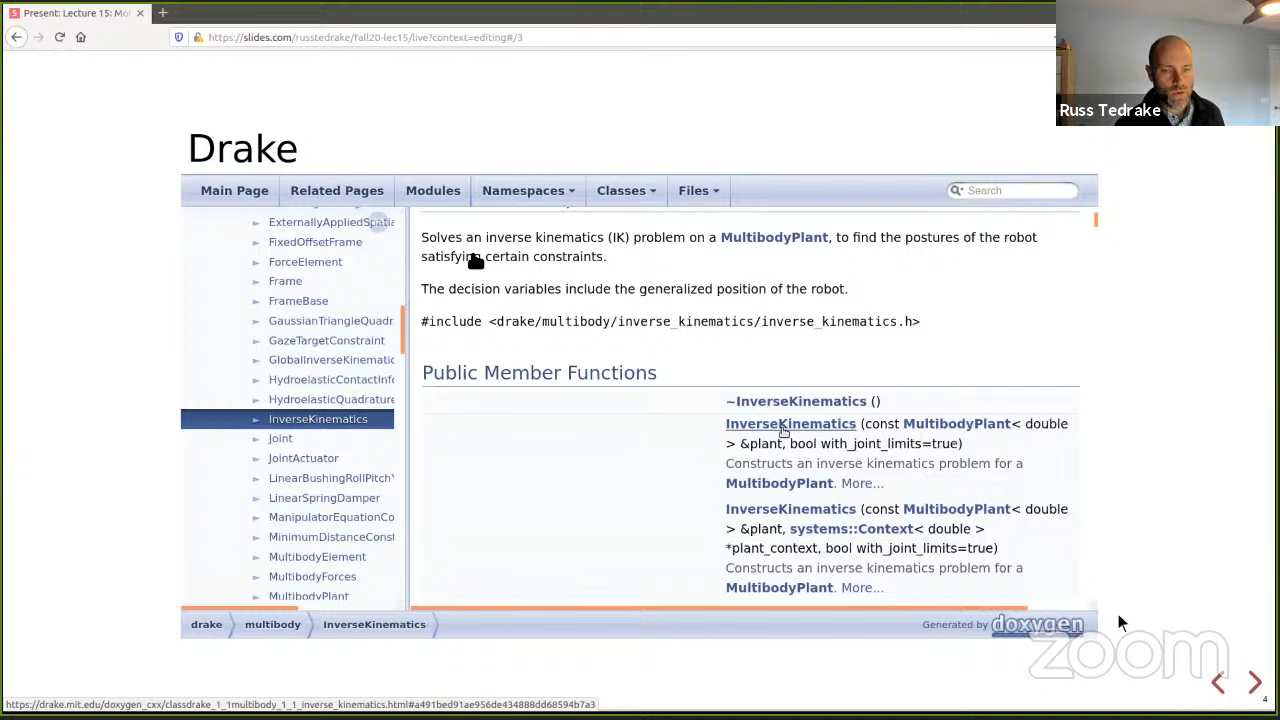 Present: Lecture 15: Mot
https://slides.com/russtedrake/fall20-lec15/live?context=editing#/3
Russ Tedrake
Drake
Main Page Related Pages Modules Namespaces Classes Files Search
ExternallyAppliedSpatia
FixedOffsetFrame
ForceElement
Frame
FrameBase
GaussianTriangleQuadr
GazeTargetConstraint
GlobalInverseKinematic
HydroelasticContactInfo
HydroelasticQuadrature
InverseKinematics
Joint
JointActuator
LinearBushingRollPitchY
LinearSpringDamper
ManipulatorEquationCo
MinimumDistanceConst
MultibodyElement
MultibodyForces
MultibodyPlant
Solves an inverse kinematics (IK) problem on a MultibodyPlant, to find the postures of the robot
satisfying certain constraints.
The decision variables include the generalized position of the robot.
#include <drake/multibody/inverse_kinematics/inverse_kinematics.h>
Public Member Functions
~InverseKinematics ()
InverseKinematics (const MultibodyPlant< double
> &plant, bool with_joint_limits=true)
Constructs an inverse kinematics problem for a
MultibodyPlant. More...
InverseKinematics (const MultibodyPlant< double
> &plant, systems::Context< double >
*plant_context, bool with_joint_limits=true)
Constructs an inverse kinematics problem for a
MultibodyPlant. More...
drake multibody InverseKinematics Generated by doxygen
zoom
4
https://drake.mit.edu/doxygen_cxx/classdrake_1_1multibody_1_1_inverse_kinematics.html#a491bed91ae956de434888dd68594b7a3